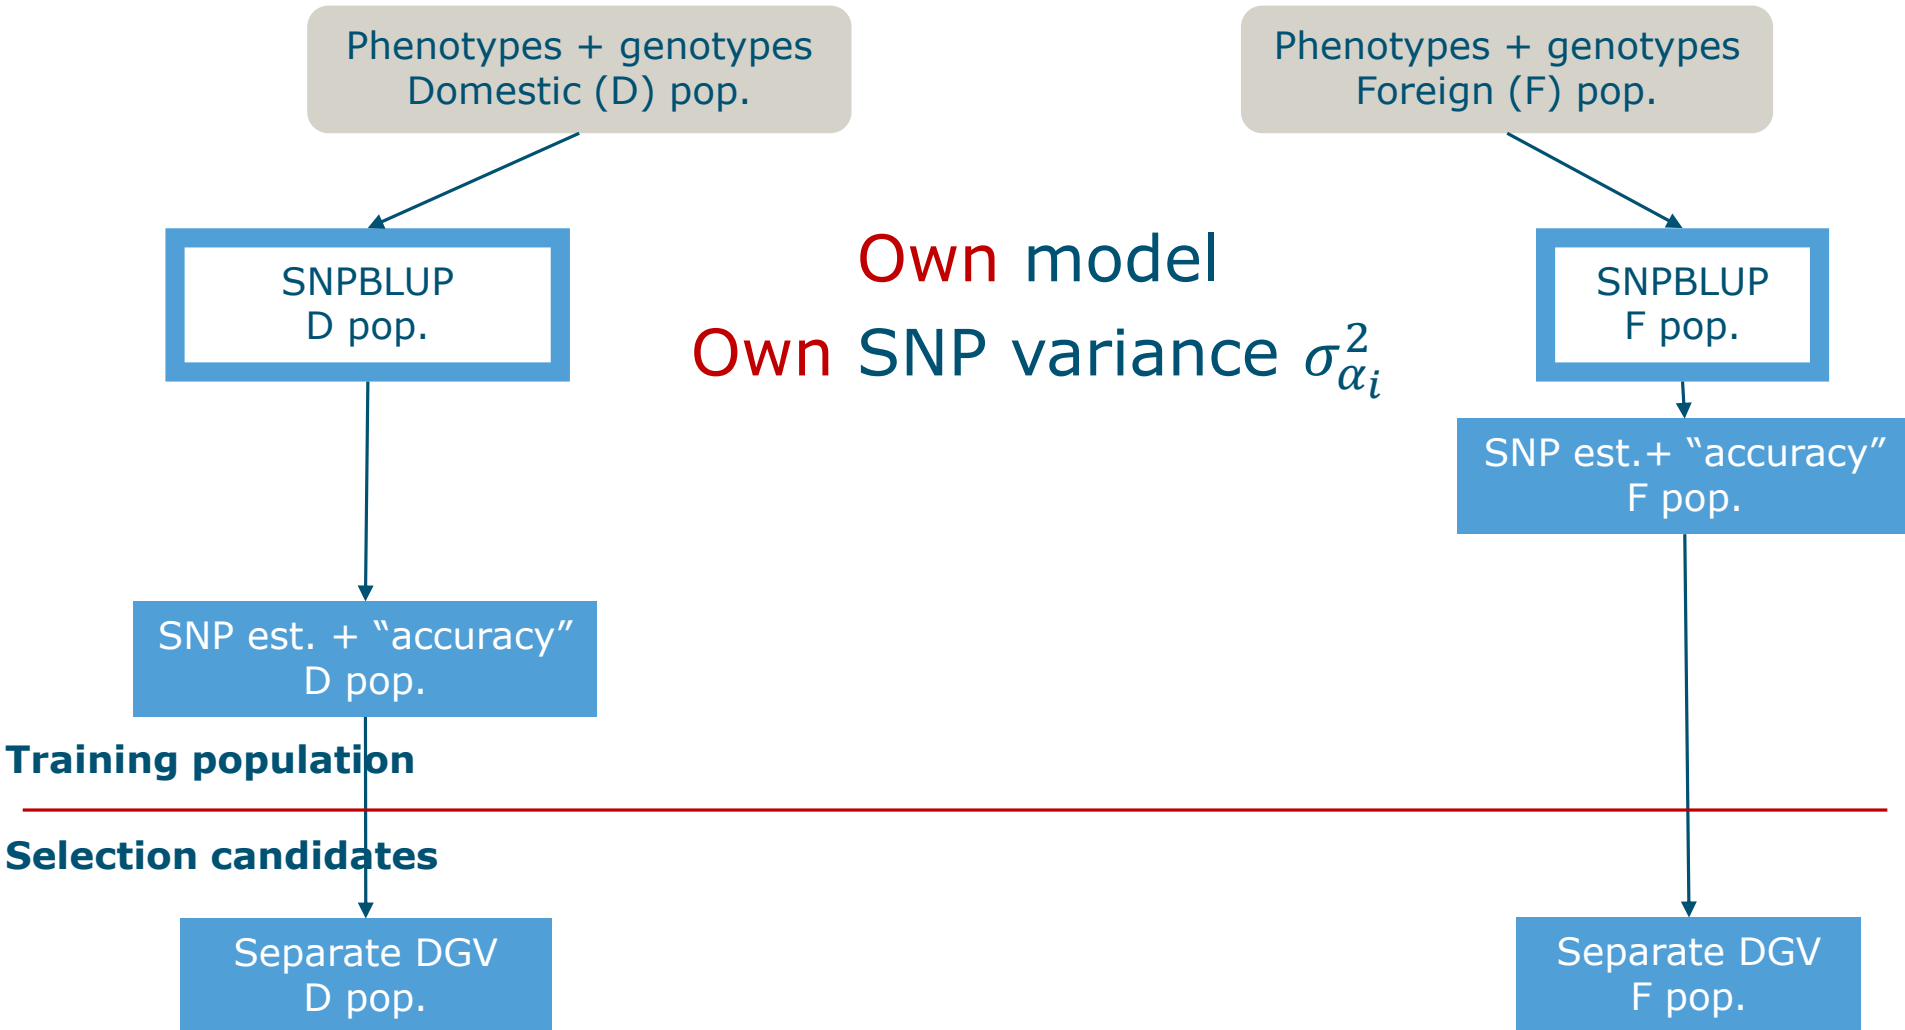 Phenotypes + genotypes
Domestic (D) pop.
Phenotypes + genotypes
Foreign (F) pop.
SNPBLUP
D pop.
Own model
Own SNP variance σ²αᵢ
SNPBLUP
F pop.
SNP est.+ “accuracy”
F pop.
SNP est. + “accuracy”
D pop.
Training population
Selection candidates
Separate DGV
D pop.
Separate DGV
F pop.